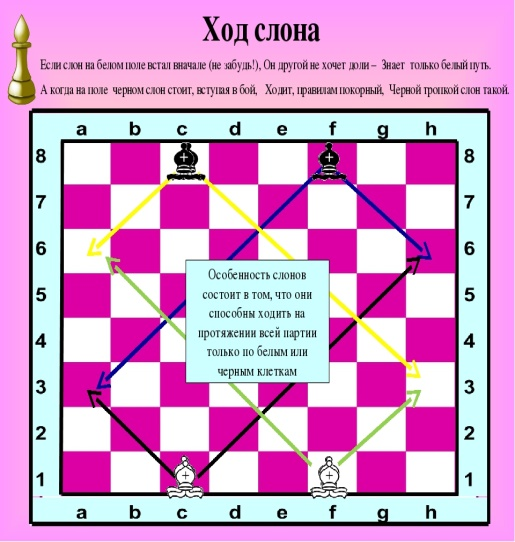 Ход слона
Если слон на белом поле встал вначале (не забудь!), Он другой не хочет доли – Знает только белый путь.
А когда на поле черном слон стоит, вступая в бой, Ходит, правилам покорный, Черной тропкой слон такой.
a b c d e f g h
8 8
7 7
6 6
Особенность слонов
состоит в том, что они
способны ходить на
протяжении всей партии
только по белым или
черным клеткам
5 5
4 4
3 3
2 2
1 1
a b c d e f g h